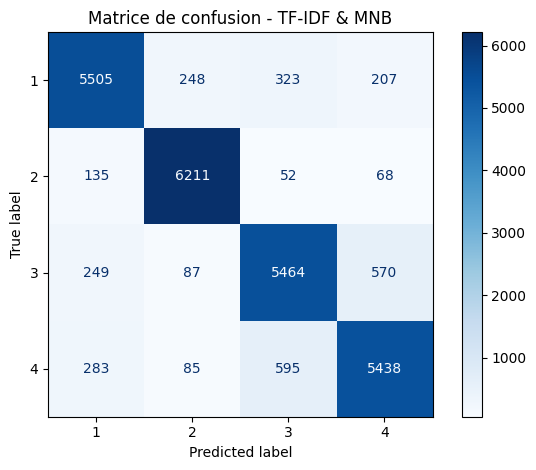 Matrice de confusion - TF-IDF & MNB
True label
1 5505 248 323 207
2 135 6211 52 68
3 249 87 5464 570
4 283 85 595 5438
1 2 3 4
Predicted label
6000
5000
4000
3000
2000
1000